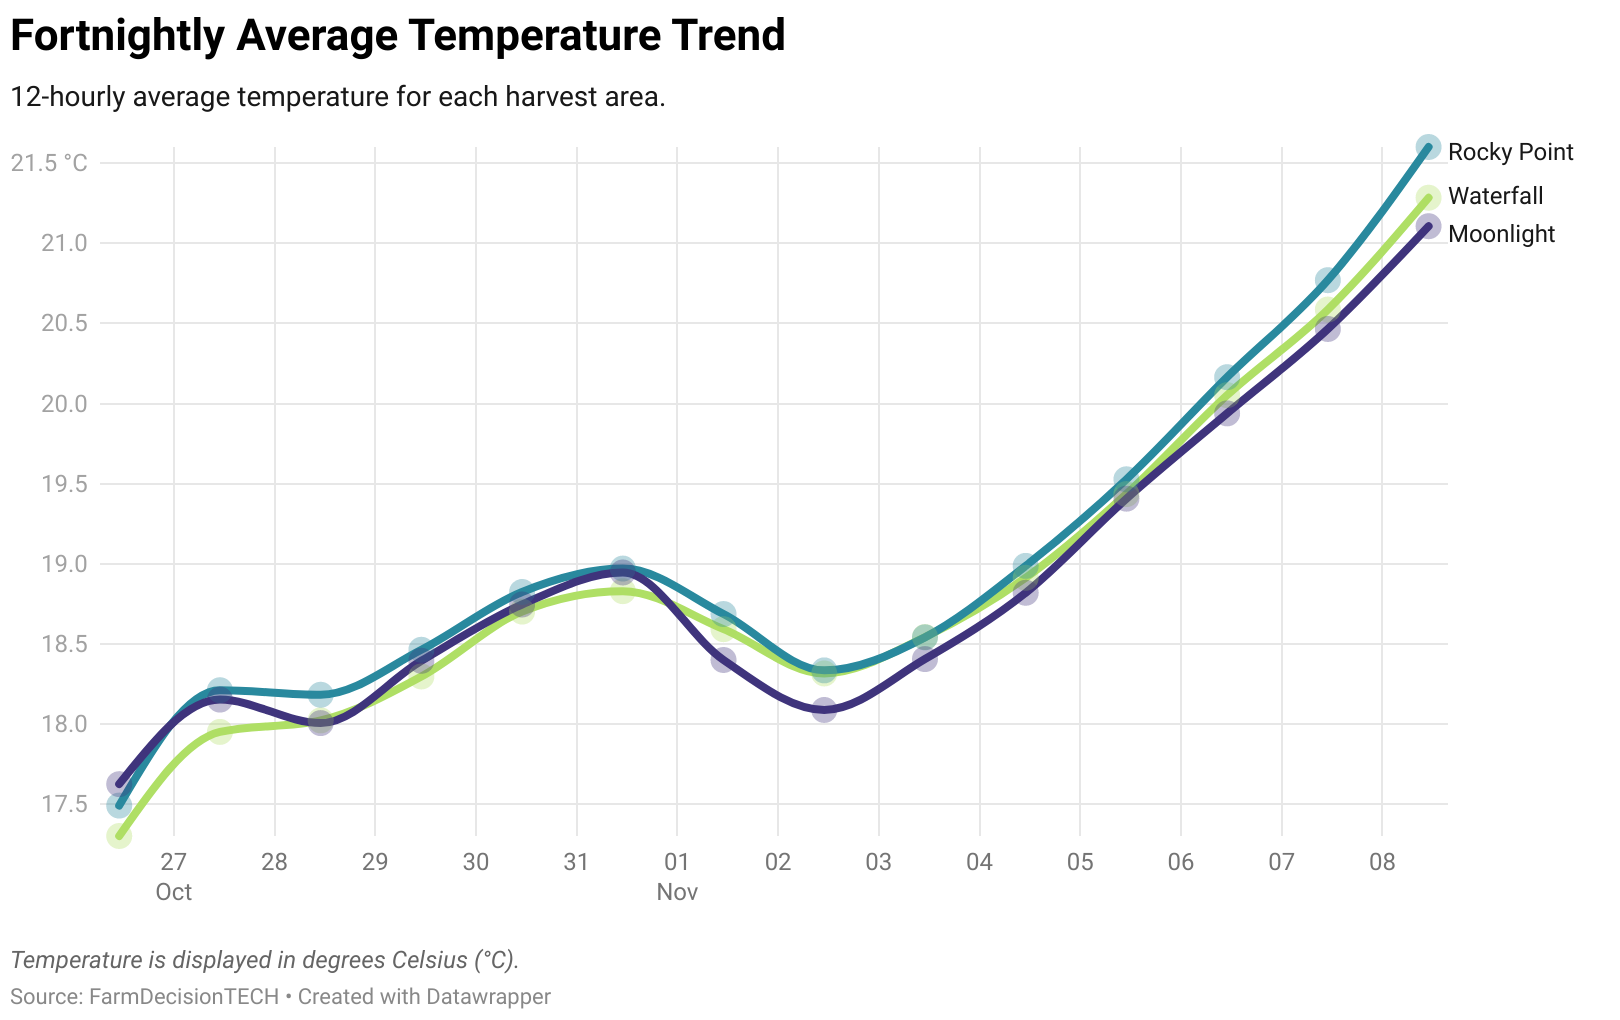 Fortnightly Average Temperature Trend
12-hourly average temperature for each harvest area.
21.5 °C
21.0
20.5
20.0
19.5
19.0
18.5
18.0
17.5
Rocky Point
Waterfall
Moonlight
27 28 29 30 31 01 02 03 04 05 06 07 08
Oct Nov
Temperature is displayed in degrees Celsius (°C).
Source: FarmDecisionTECH • Created with Datawrapper